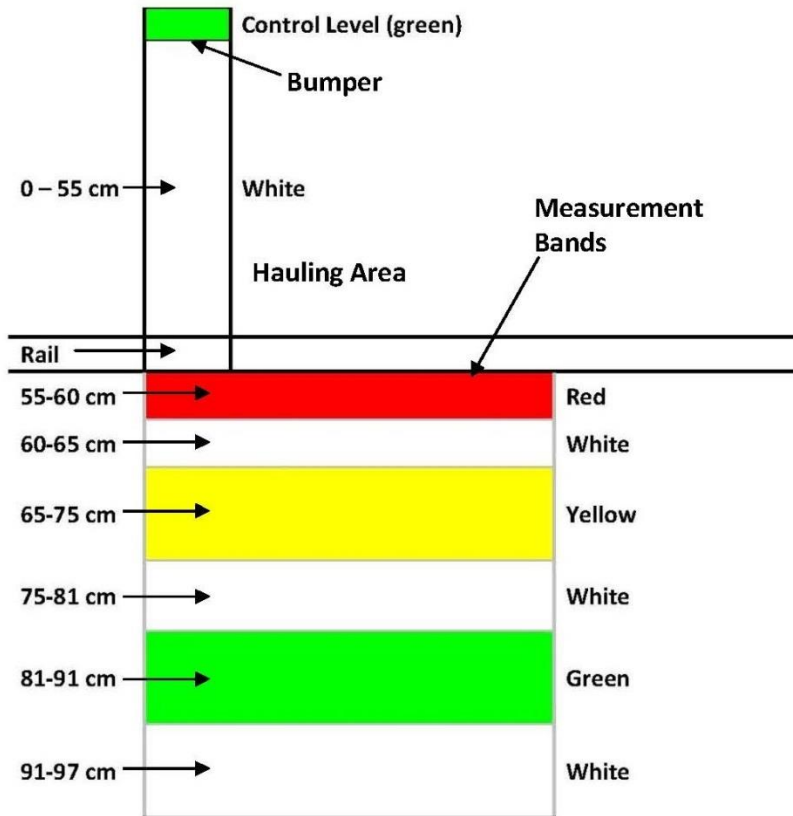 Control Level (green)
Bumper
0 – 55 cm
White
Measurement
Bands
Hauling Area
Rail
55-60 cm
Red
60-65 cm
White
65-75 cm
Yellow
75-81 cm
White
81-91 cm
Green
91-97 cm
White